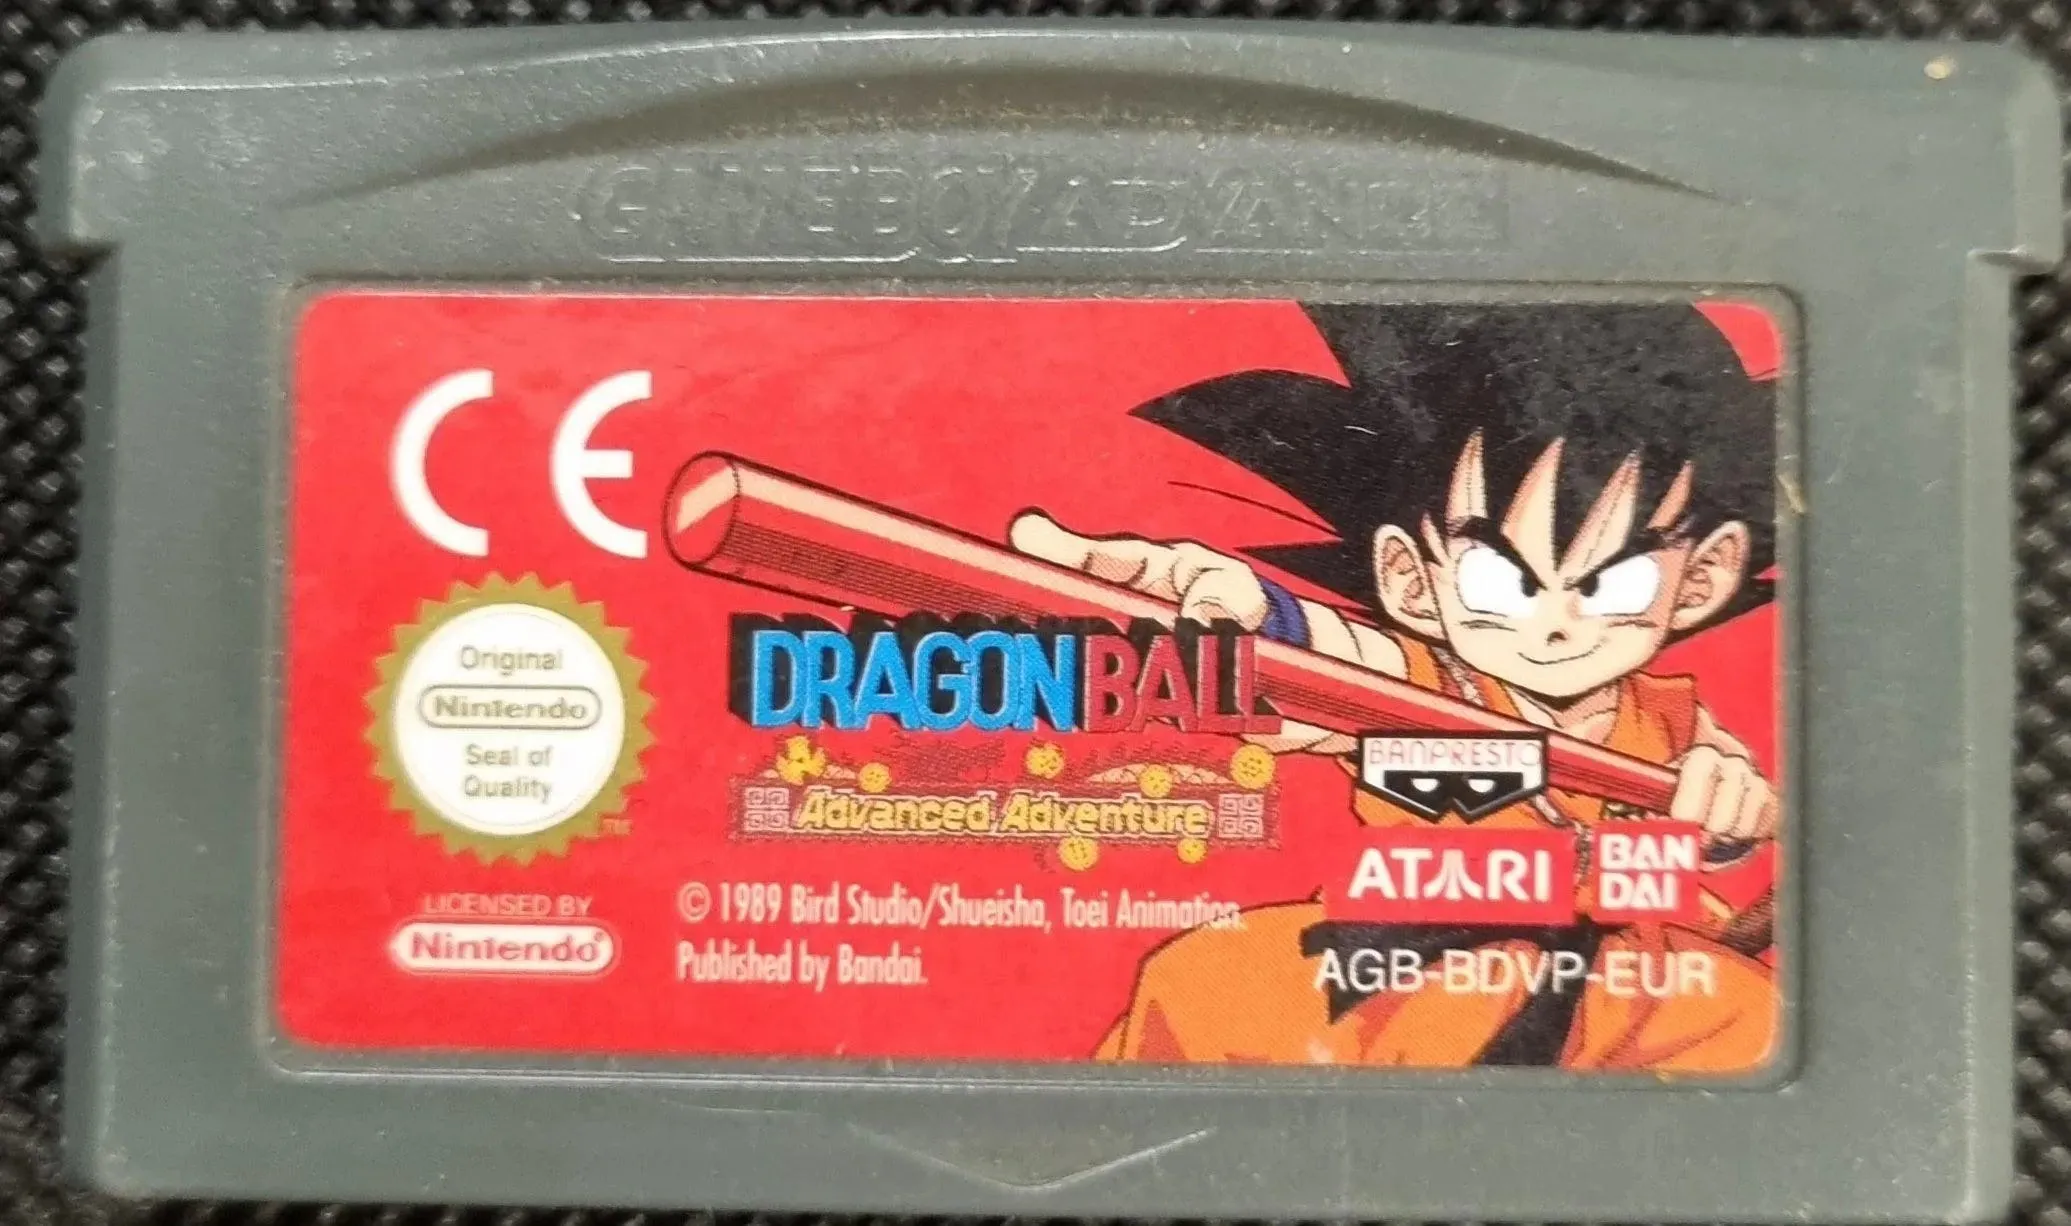 GAME BOY ADVANCE
CE
Original
Nintendo
Seal of
Quality
TM
LICENSED BY
Nintendo®
DRAGON BALL
Advanced Adventure
© 1989 Bird Studio/Shueisha, Toei Animation.
Published by Bandai.
BANPRESTO
ATARI
BAN
DAI
AGB-BDVP-EUR